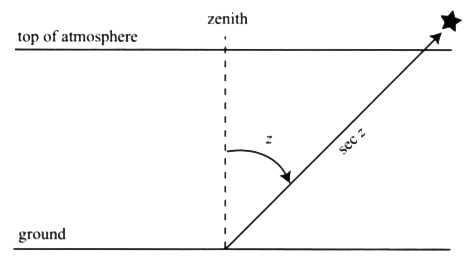 zenith
top of atmosphere
z
sec z
ground